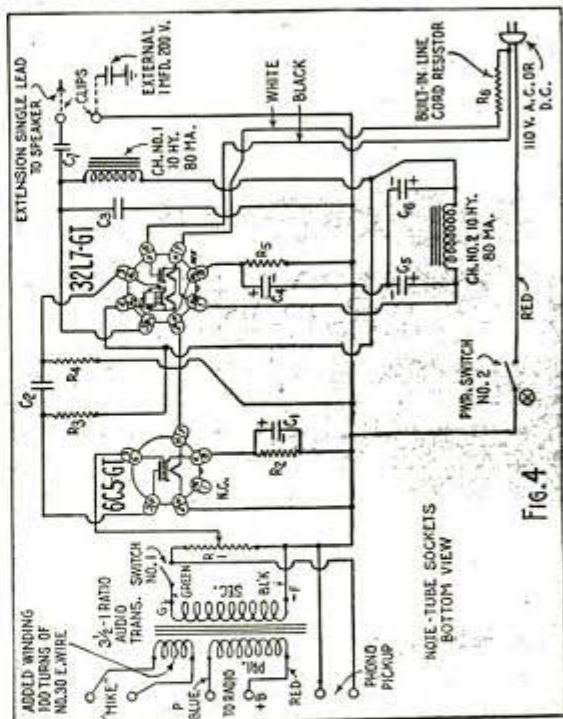 ADDED WINDING
100 TURNS OF
NO.30 E. WIRE
3½-1 RATIO
AUDIO
TRANS.
SWITCH
NO. 1
"MIKE"
P
BLUE
TO RADIO
+B
RED
PRI.
SEC.
G
GREEN
BLCK
F
R1
PHONO
PICKUP
6C5-GT
N.C.
R2
C1
R3
R4
C2
32L7-GT
C3
C4
R5
C5
C6
C7
CH. NO. 1
10 HY.
80 MA.
EXTENSION SINGLE LEAD
TO SPEAKER
CLIPS
EXTERNAL
1 MFD. 200 V.
WHITE
BLACK
CH. NO. 2 10 HY.
80 MA.
BUILT-IN LINE
CORD RESISTOR
R6
110 V. A.C. OR
D.C.
RED
PWR. SWITCH
NO. 2
NOTE-TUBE SOCKETS
BOTTOM VIEW
FIG. 4